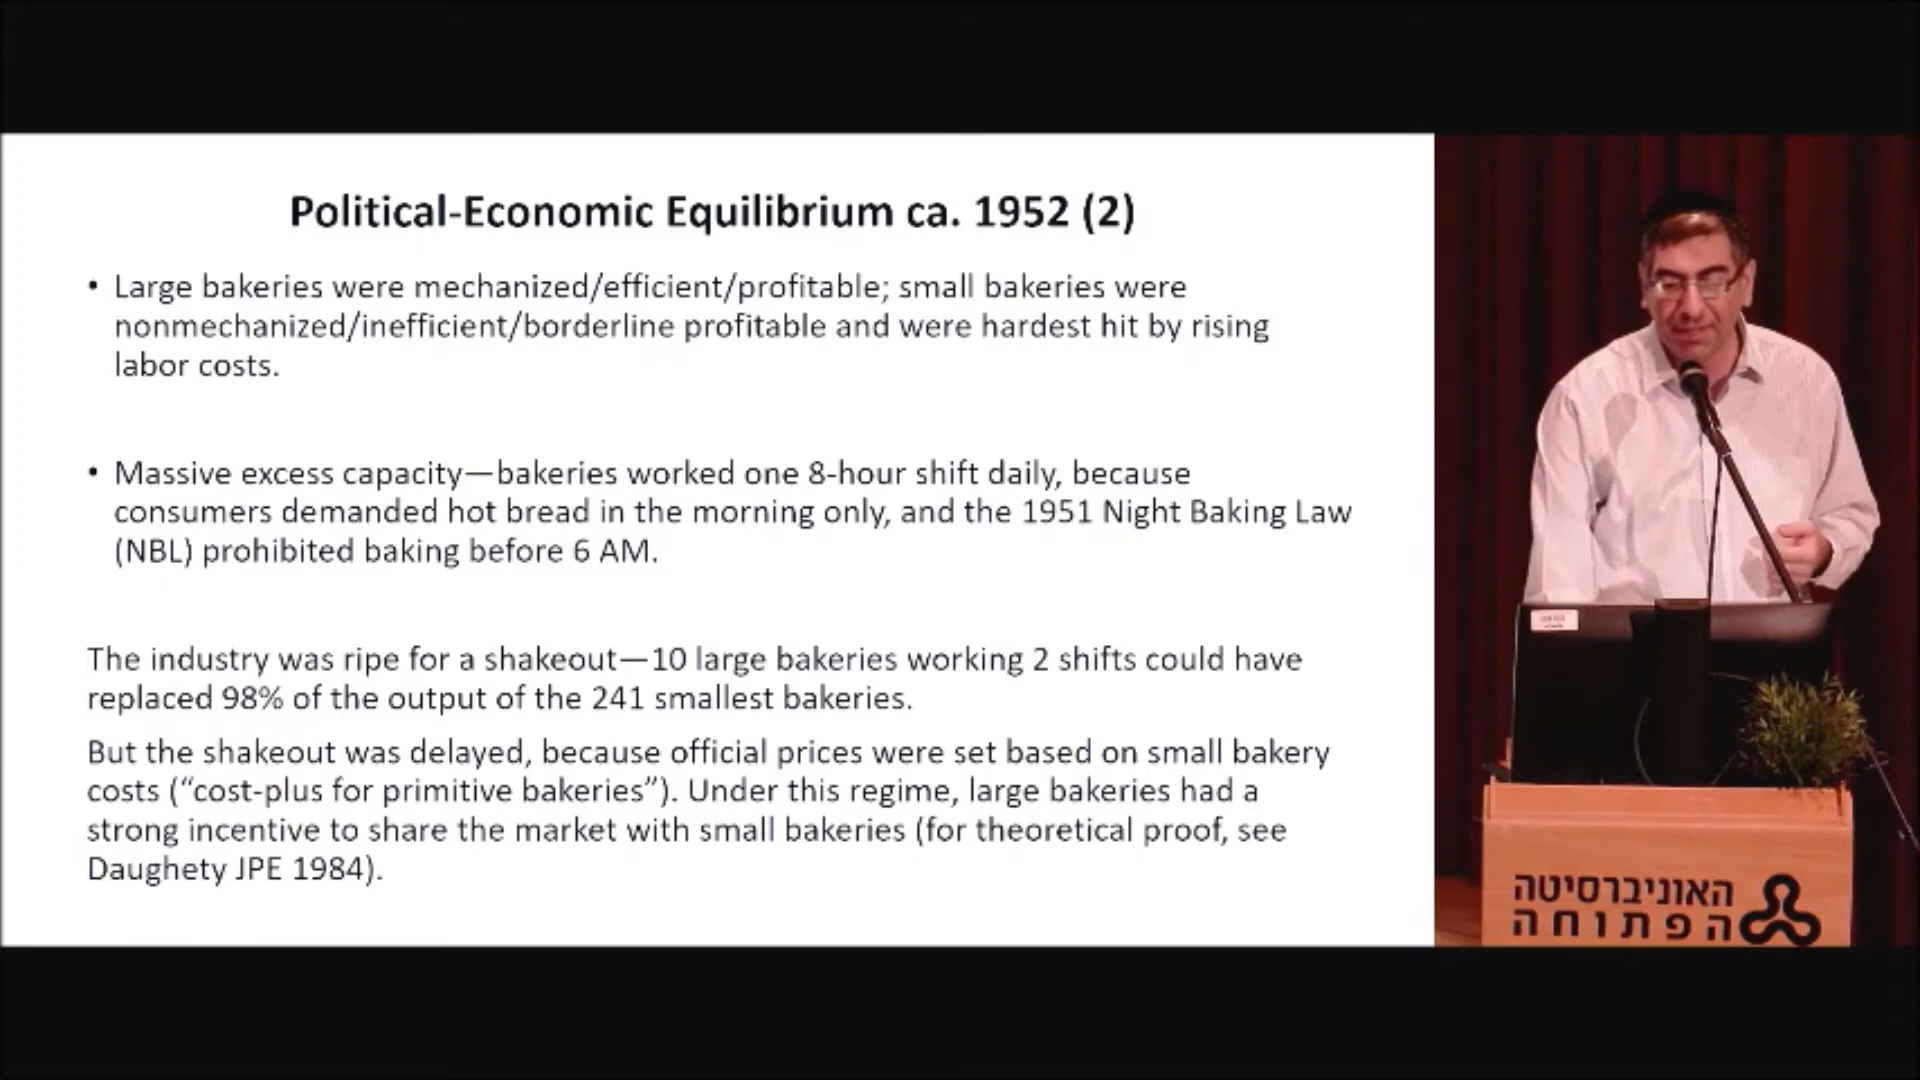 Political-Economic Equilibrium ca. 1952 (2)
• Large bakeries were mechanized/efficient/profitable; small bakeries were
nonmechanized/inefficient/borderline profitable and were hardest hit by rising
labor costs.
• Massive excess capacity—bakeries worked one 8-hour shift daily, because
consumers demanded hot bread in the morning only, and the 1951 Night Baking Law
(NBL) prohibited baking before 6 AM.
The industry was ripe for a shakeout—10 large bakeries working 2 shifts could have
replaced 98% of the output of the 241 smallest bakeries.
But the shakeout was delayed, because official prices were set based on small bakery
costs (“cost-plus for primitive bakeries”). Under this regime, large bakeries had a
strong incentive to share the market with small bakeries (for theoretical proof, see
Daughety JPE 1984).
האוניברסיטה
הפתוחה